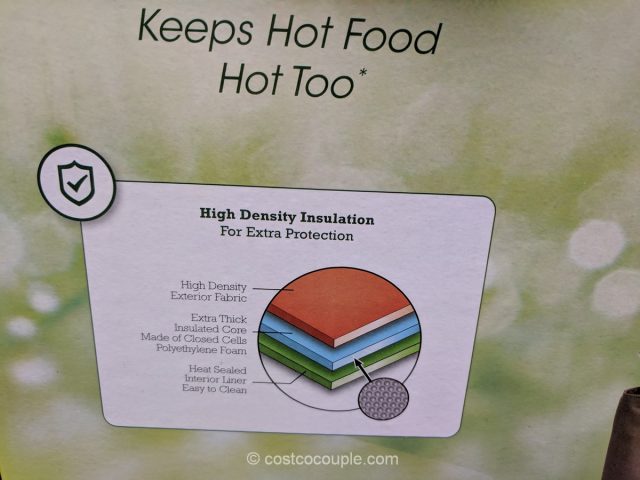 Keeps Hot Food
Hot Too*
High Density Insulation
For Extra Protection
High Density
Exterior Fabric
Extra Thick
Insulated Core
Made of Closed Cells
Polyethylene Foam
Heat Sealed
Interior Liner
Easy to Clean
© costcocouple.com